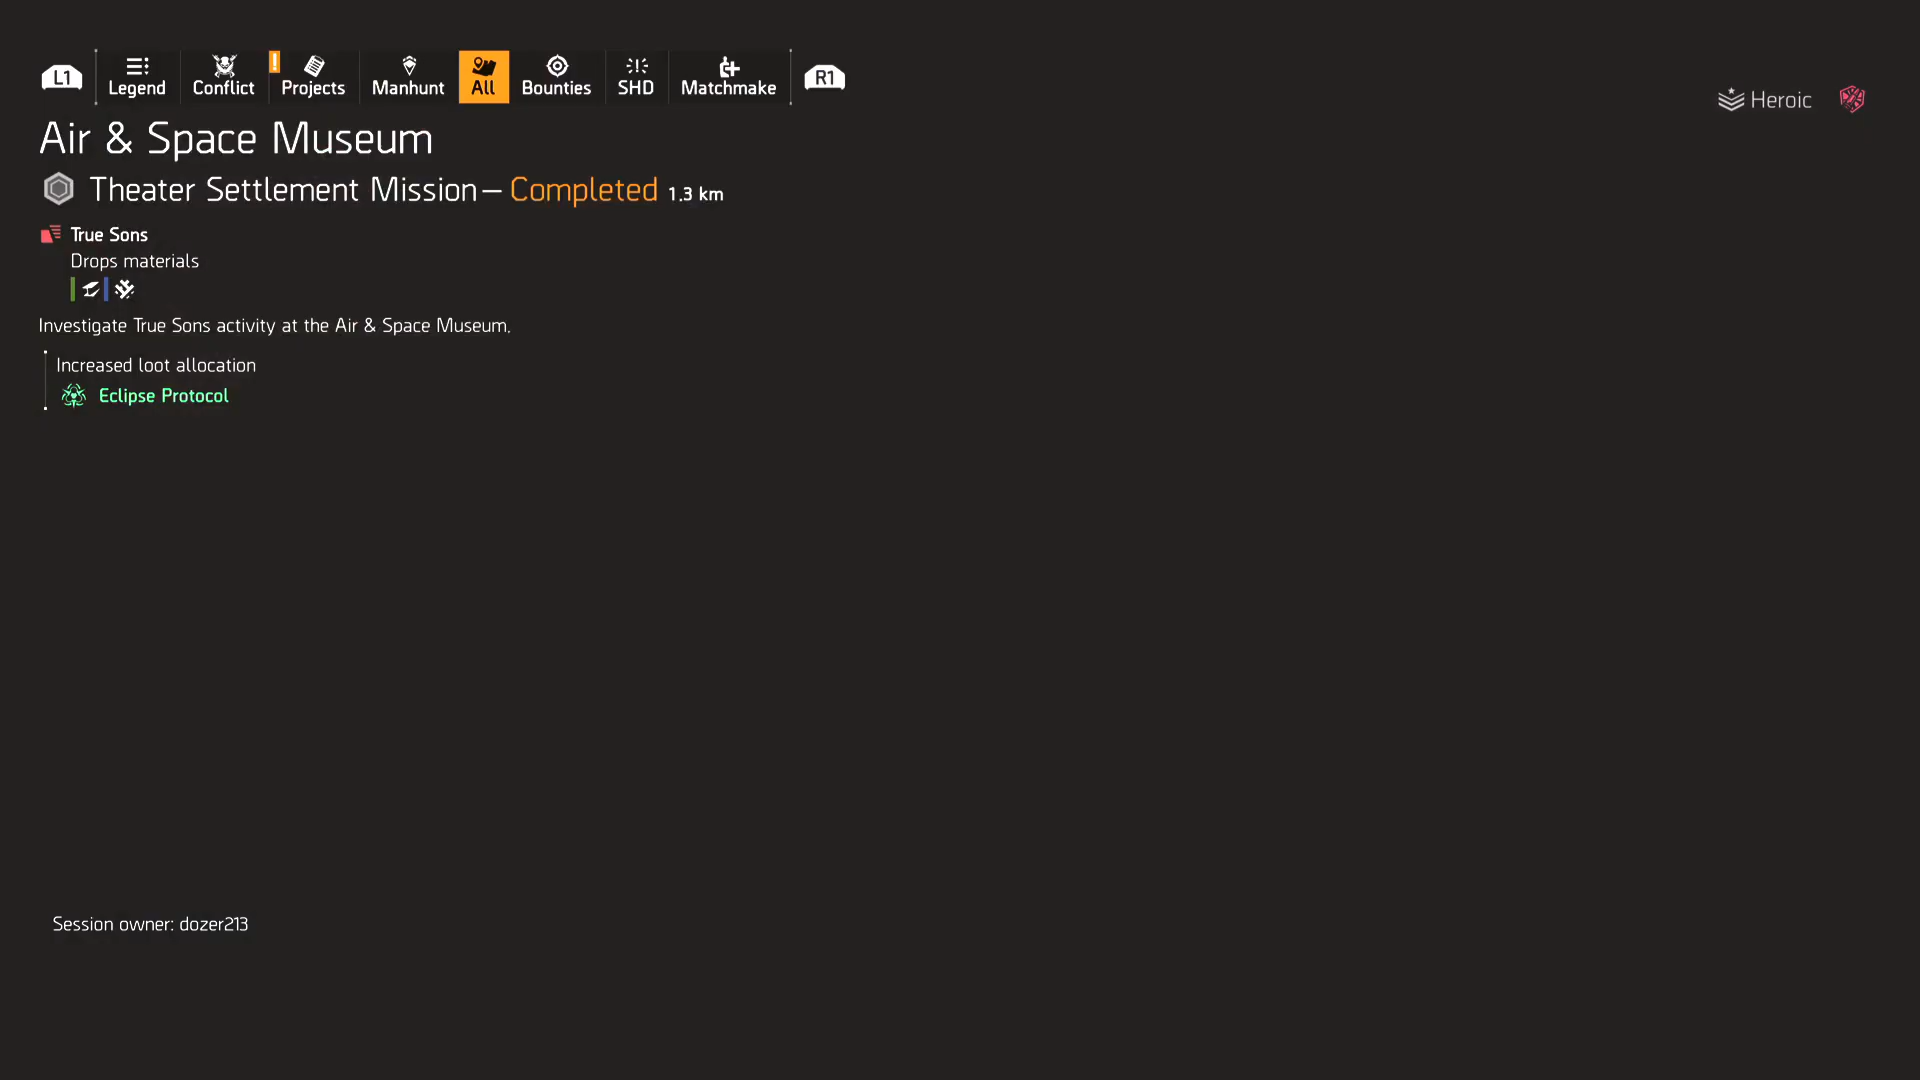 L1
Legend
Conflict
!
Projects
Manhunt
All
Bounties
SHD
Matchmake
R1
Heroic
Air & Space Museum
Theater Settlement Mission — Completed 1.3 km
True Sons
Drops materials
Investigate True Sons activity at the Air & Space Museum.
Increased loot allocation
Eclipse Protocol
Session owner: dozer213